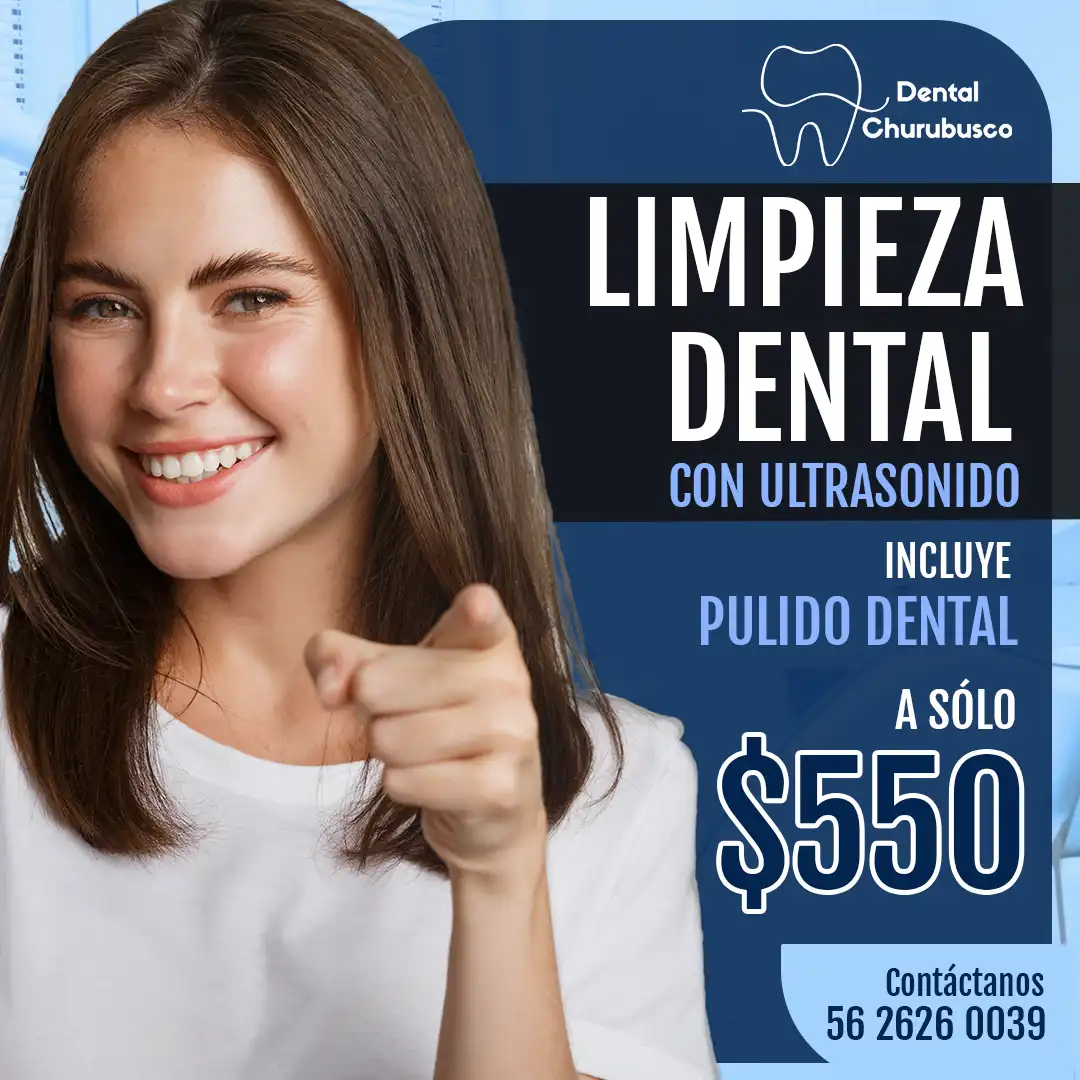 Dental
Churubusco
LIMPIEZA
DENTAL
CON ULTRASONIDO
INCLUYE
PULIDO DENTAL
A SÓLO
$550
Contáctanos
56 2626 0039